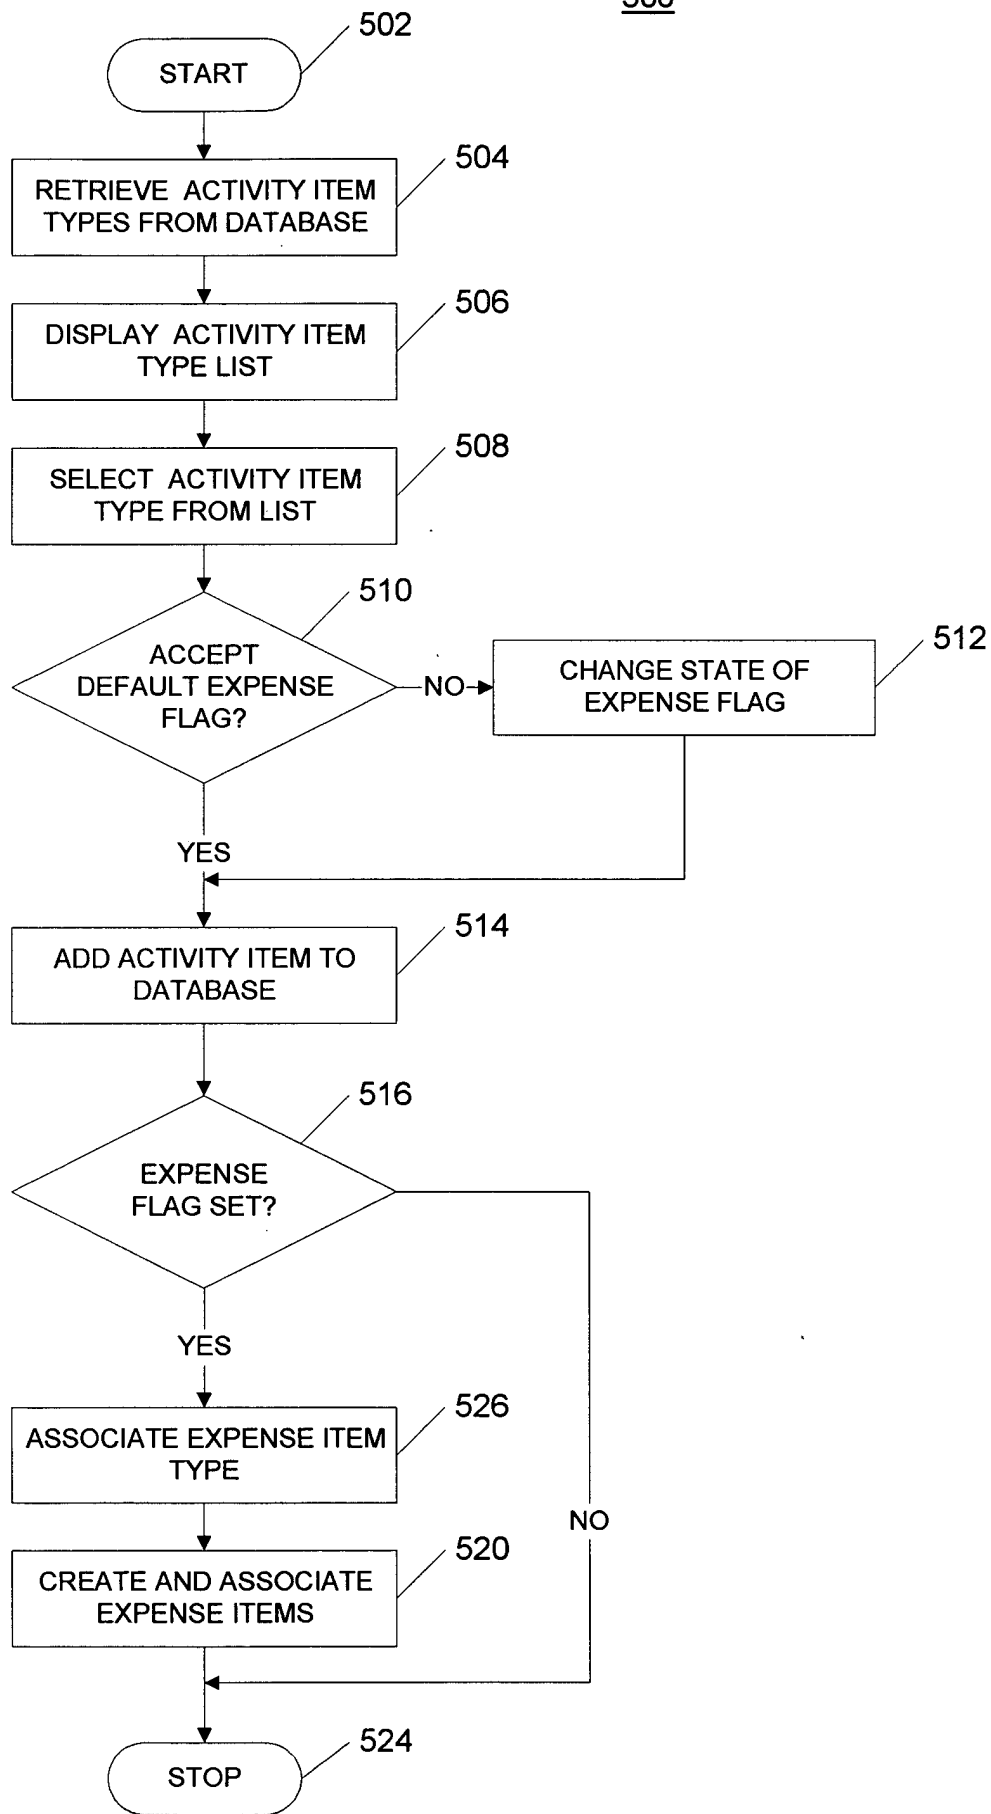 502
START
504
RETRIEVE ACTIVITY ITEM
TYPES FROM DATABASE
506
DISPLAY ACTIVITY ITEM
TYPE LIST
508
SELECT ACTIVITY ITEM
TYPE FROM LIST
510
ACCEPT
DEFAULT EXPENSE
FLAG?
NO
512
CHANGE STATE OF
EXPENSE FLAG
YES
514
ADD ACTIVITY ITEM TO
DATABASE
516
EXPENSE
FLAG SET?
YES
526
ASSOCIATE EXPENSE ITEM
TYPE
NO
520
CREATE AND ASSOCIATE
EXPENSE ITEMS
524
STOP